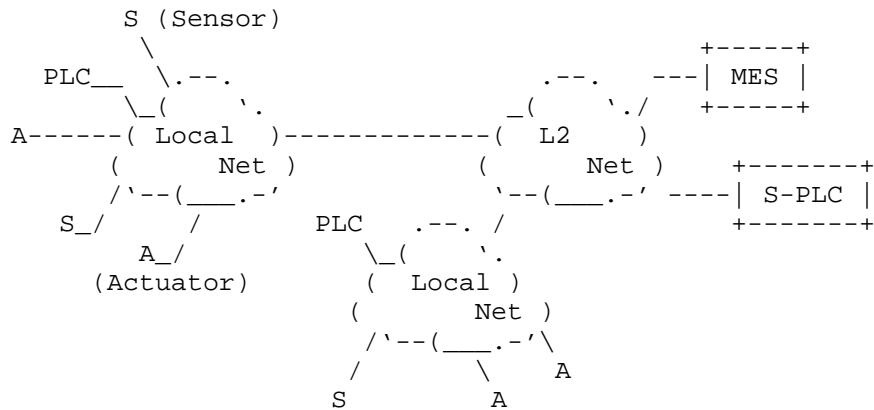 S (Sensor)
PLC MES
A Local L2
Net Net
S-PLC
S PLC
A
(Actuator) Local
Net
A
S A